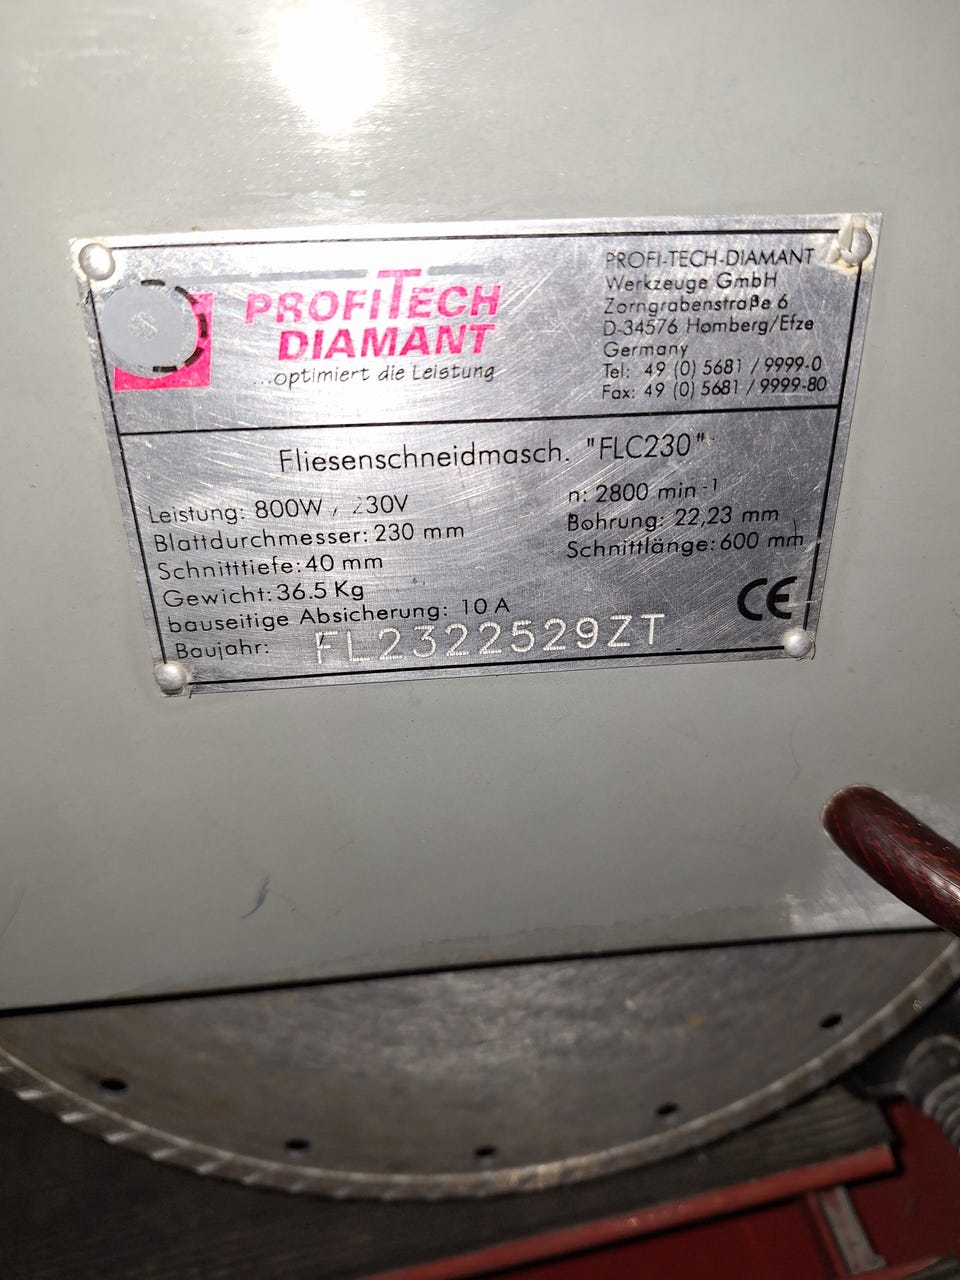 PROFITECH
DIAMANT
...optimiert die Leistung
PROFI-TECH-DIAMANT
Werkzeuge GmbH
Zorngrabenstraße 6
D-34576 Homberg/Efze
Germany
Tel: 49 (0) 5681 / 9999-0
Fax: 49 (0) 5681 / 9999-80
Fliesenschneidmasch. "FLC230"
Leistung: 800W, 230V
Blattdurchmesser: 230 mm
Schnitttiefe: 40 mm
Gewicht: 36.5 Kg
bauseitige Absicherung: 10 A
Baujahr: FL2322529ZT
n: 2800 min-1
Bohrung: 22,23 mm
Schnittlänge: 600 mm
CE